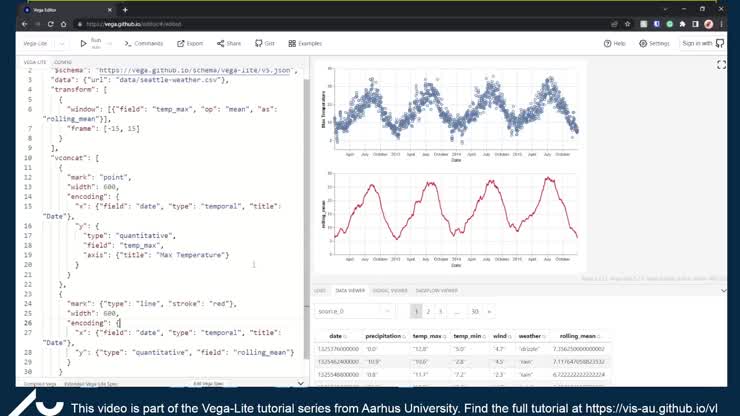 Vega Editor
https://vega.github.io/editor/#/edited
Vega-Lite
Run
Commands
Export
Share
Gist
Examples
Help
Settings
Sign in with
VEGA-LITE
CONFIG
2 "$schema": "https://vega.github.io/schema/vega-lite/v5.json",
3 "data": {"url": "data/seattle-weather.csv"},
4 "transform": [
5 {
6 "window": [{"field": "temp_max", "op": "mean", "as":
"rolling_mean"}],
7 "frame": [-15, 15]
8 }
9 ],
10 "vconcat": [
11 {
12 "mark": "point",
13 "width": 600,
14 "encoding": {
15 "x": {"field": "date", "type": "temporal", "title":
"Date"},
16 "y": {
17 "type": "quantitative",
18 "field": "temp_max",
19 "axis": {"title": "Max Temperature"}
20 }
21 }
22 },
23 {
24 "mark": {"type": "line", "stroke": "red"},
25 "width": 600,
26 "encoding": {
27 "x": {"field": "date", "type": "temporal", "title":
"Date"},
28 "y": {"type": "quantitative", "field": "rolling_mean"}
29 }
30 }
Compiled Vega
Extended Vega-Lite Spec
Edit Vega Spec
Max Temperature
April July October 2013 April July October 2014 April July October 2015 April July October
Date
rolling_mean
April July October 2013 April July October 2014 April July October 2015 April July October
Date
LOGS
DATA VIEWER
SIGNAL VIEWER
DATAFLOW VIEWER
source_0
1 2 3 ... 30 »
date precipitation temp_max temp_min wind weather rolling_mean
1325376000000 "0.0" "12.8" "5.0" "4.7" "drizzle"
1325462400000 "10.9" "10.6" "2.8" "4.5" "rain"
1325548800000 "0.8" "11.7" "7.2" "2.3" "rain"
This video is part of the Vega-Lite tutorial series from Aarhus University. Find the full tutorial at https://vis-au.github.io/vl